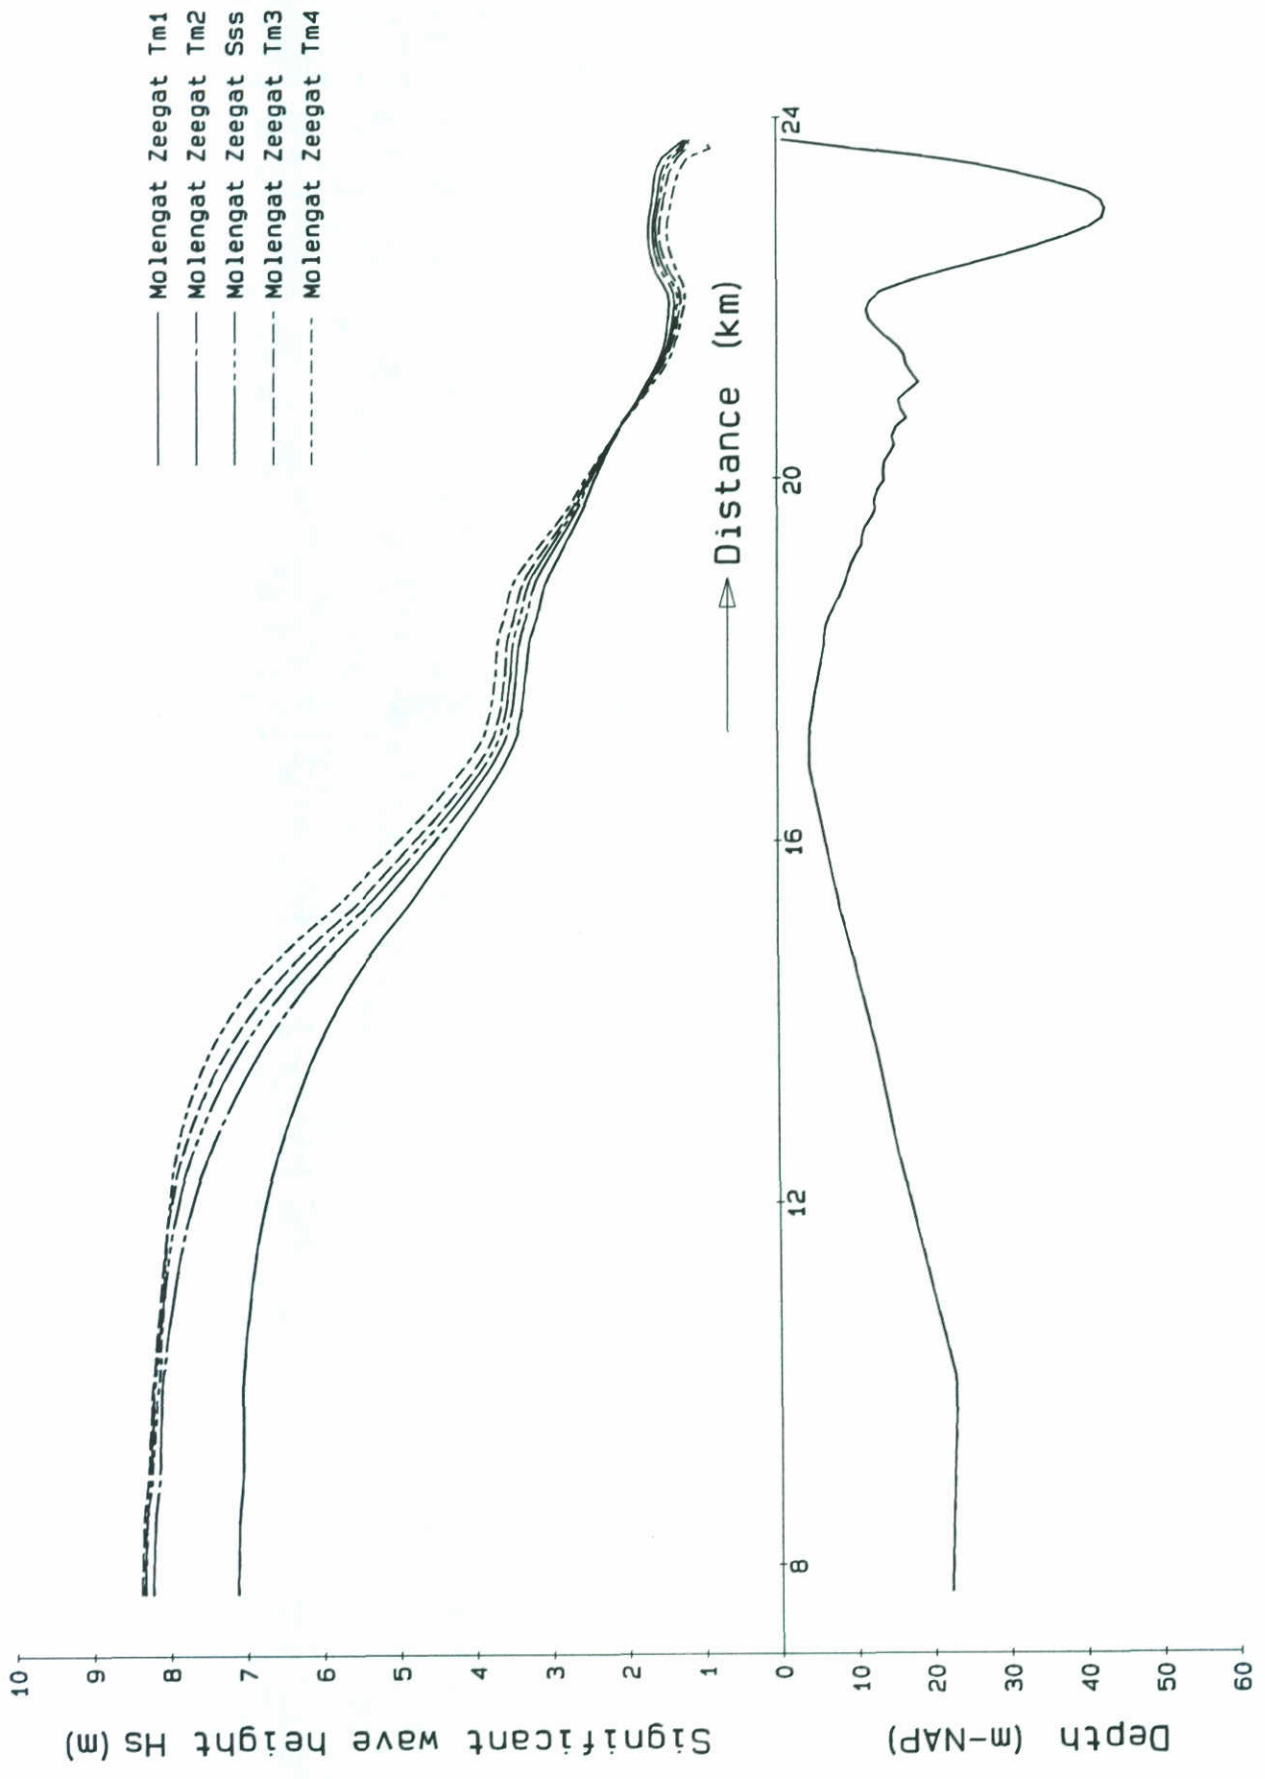 Molengat Zeegat Tm1
Molengat Zeegat Tm2
Molengat Zeegat Sss
Molengat Zeegat Tm3
Molengat Zeegat Tm4
Significant wave height Hs (m)
10
9
8
7
6
5
4
3
2
1
Distance (km)
8
12
16
20
24
Depth (m-NAP)
0
10
20
30
40
50
60